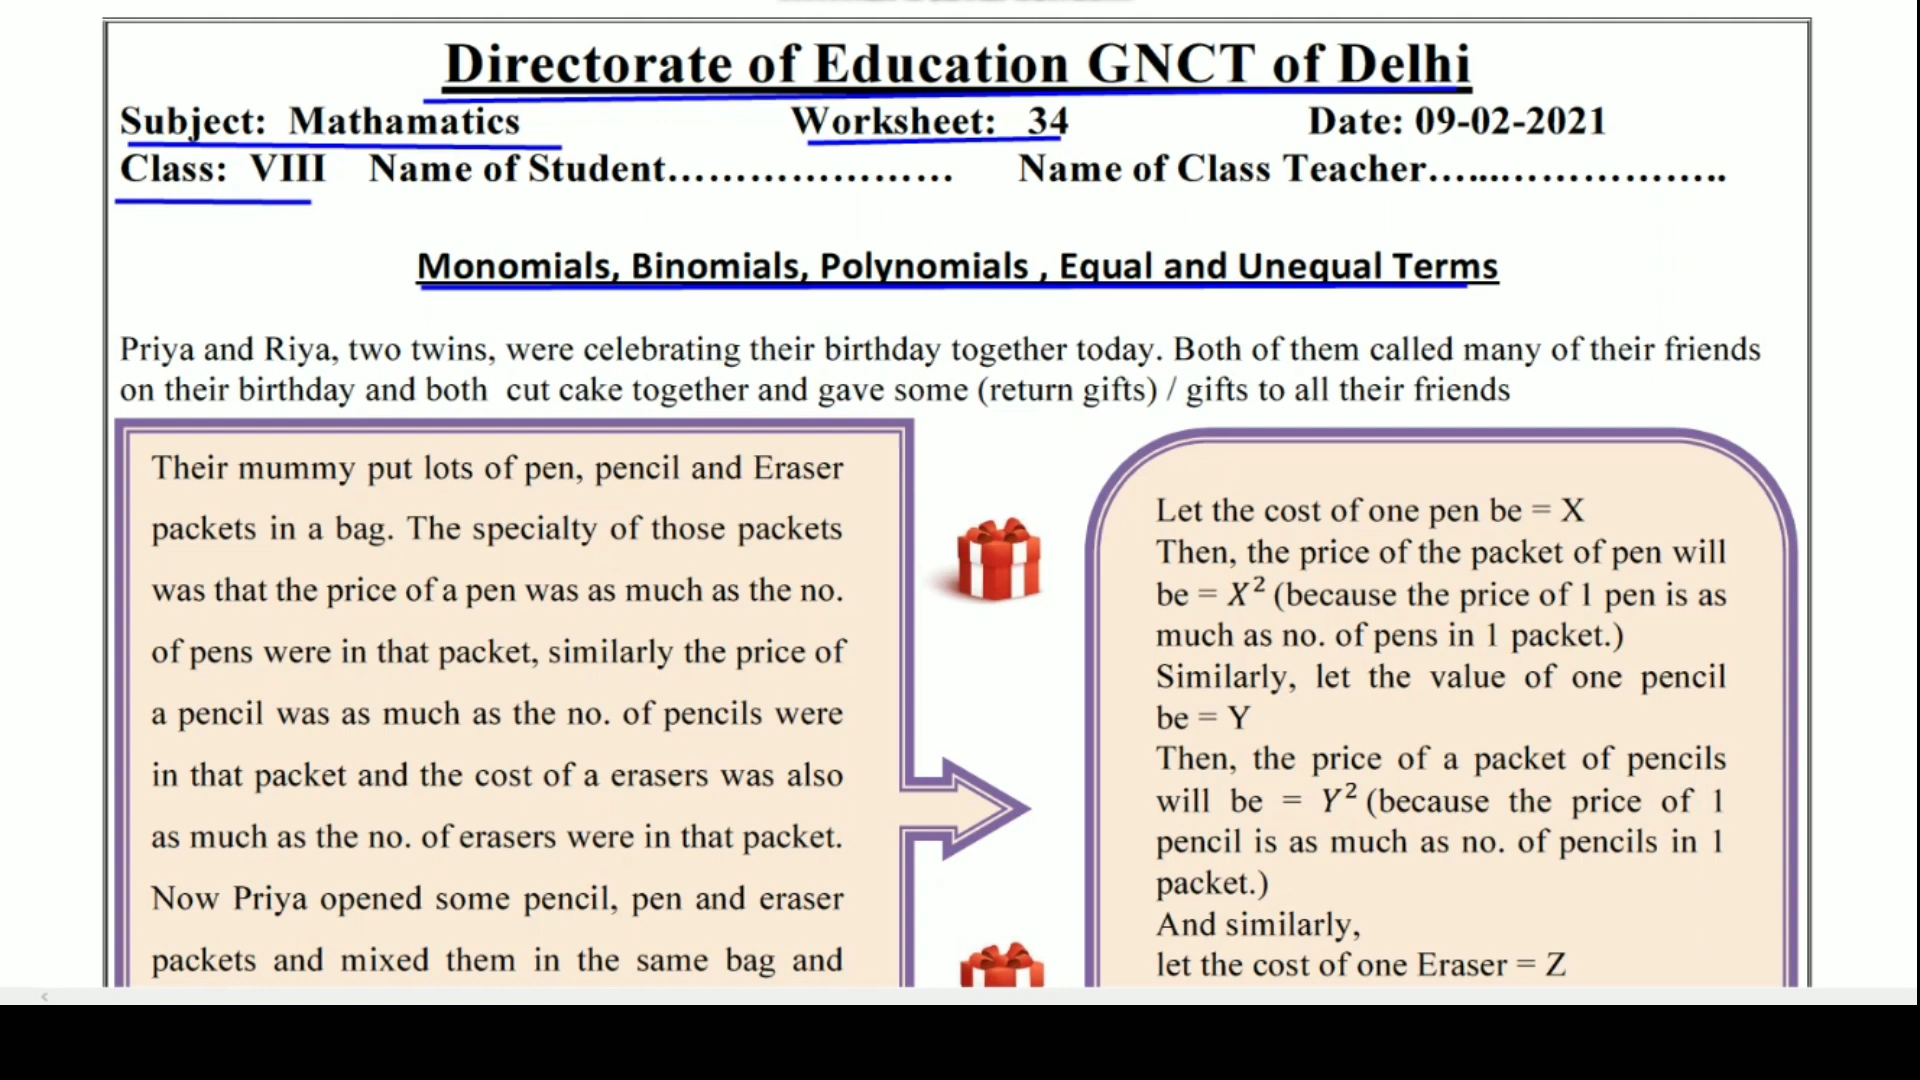 Directorate of Education GNCT of Delhi
Subject: Mathamatics Worksheet: 34 Date: 09-02-2021
Class: VIII Name of Student………………… Name of Class Teacher…...……………..
Monomials, Binomials, Polynomials , Equal and Unequal Terms
Priya and Riya, two twins, were celebrating their birthday together today. Both of them called many of their friends
on their birthday and both cut cake together and gave some (return gifts) / gifts to all their friends
Their mummy put lots of pen, pencil and Eraser
packets in a bag. The specialty of those packets
was that the price of a pen was as much as the no.
of pens were in that packet, similarly the price of
a pencil was as much as the no. of pencils were
in that packet and the cost of a erasers was also
as much as the no. of erasers were in that packet.
Now Priya opened some pencil, pen and eraser
packets and mixed them in the same bag and
Let the cost of one pen be = X
Then, the price of the packet of pen will
be = X² (because the price of 1 pen is as
much as no. of pens in 1 packet.)
Similarly, let the value of one pencil
be = Y
Then, the price of a packet of pencils
will be = Y² (because the price of 1
pencil is as much as no. of pencils in 1
packet.)
And similarly,
let the cost of one Eraser = Z